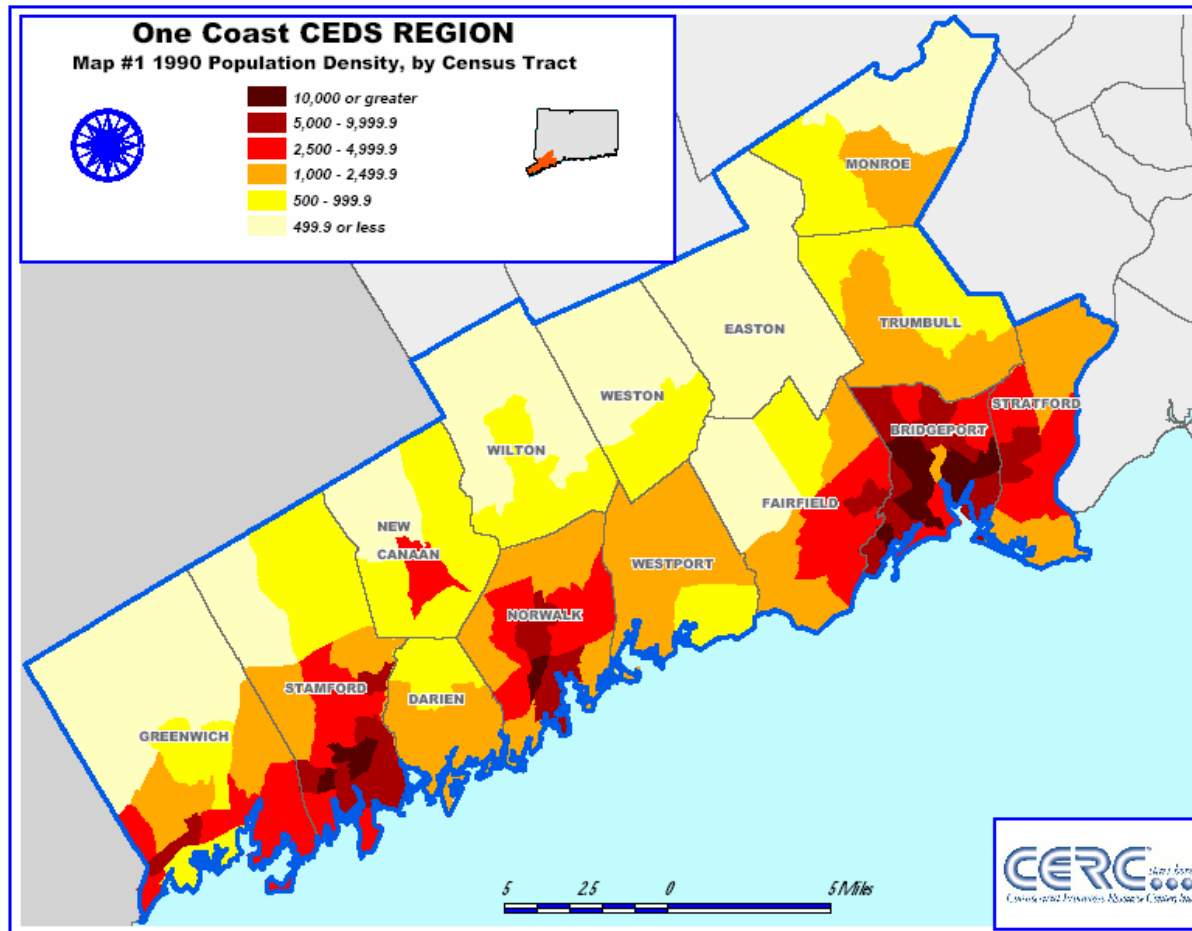 One Coast CEDS REGION
Map #1 1990 Population Density, by Census Tract
10,000 or greater
5,000 - 9,999.9
2,500 - 4,999.9
1,000 - 2,499.9
500 - 999.9
499.9 or less
MONROE
TRUMBULL
EASTON
STRATFORD
BRIDGEPORT
WESTON
WILTON
FAIRFIELD
NEW
CANAAN
WESTPORT
NORWALK
STAMFORD
DARIEN
GREENWICH
5 2.5 0 5 Miles
CERC